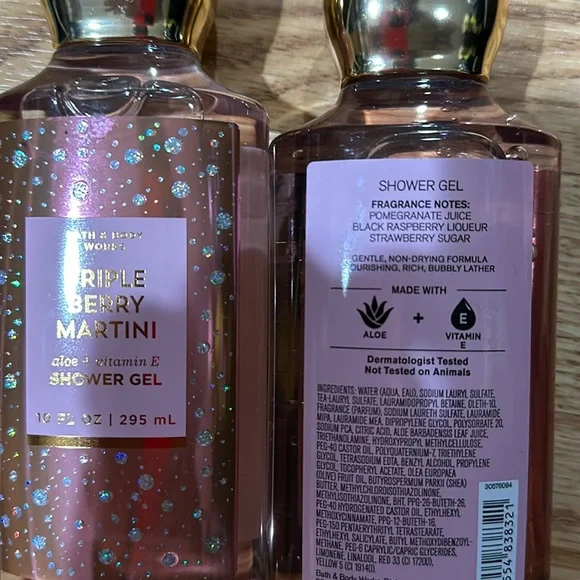 BATH & BODY
WORKS
TRIPLE
BERRY
MARTINI
aloe + vitamin E
SHOWER GEL
10 FL OZ | 295 mL
SHOWER GEL
FRAGRANCE NOTES:
POMEGRANATE JUICE
BLACK RASPBERRY LIQUEUR
STRAWBERRY SUGAR
GENTLE, NON-DRYING FORMULA
NOURISHING, RICH, BUBBLY LATHER
MADE WITH
ALOE
+
E
VITAMIN
E
Dermatologist Tested
Not Tested on Animals
INGREDIENTS: WATER (AQUA, EAU), SODIUM LAURYL SULFATE,
TEA-LAURYL SULFATE, LAURAMIDOPROPYL BETAINE, OLETH-10,
FRAGRANCE (PARFUM), SODIUM LAURETH SULFATE, LAURAMIDE
MIPA, LAURAMIDE MEA, DIPROPYLENE GLYCOL, POLYSORBATE 20,
SODIUM PCA, CITRIC ACID, ALOE BARBADENSIS LEAF JUICE,
TRIETHANOLAMINE, HYDROXYPROPYL METHYLCELLULOSE,
PEG-40 CASTOR OIL, POLYQUATERNIUM-7, TRIETHYLENE
GLYCOL, TETRASODIUM EDTA, BENZYL ALCOHOL, PROPYLENE
GLYCOL, TOCOPHERYL ACETATE, OLEA EUROPAEA
(OLIVE) FRUIT OIL, BUTYROSPERMUM PARKII (SHEA)
BUTTER, METHYLCHLOROISOTHIAZOLINONE,
METHYLISOTHIAZOLINONE, BHT, PPG-26-BUTETH-26,
PEG-40 HYDROGENATED CASTOR OIL, ETHYLHEXYL
METHOXYCINNAMATE, PPG-12-BUTETH-16,
PEG-150 PENTAERYTHRITYL TETRASTEARATE,
ETHYLHEXYL SALICYLATE, BUTYL METHOXYDIBENZOYL-
METHANE, PEG-6 CAPRYLIC/CAPRIC GLYCERIDES,
LIMONENE, LINALOOL, RED 33 (CI 17200),
YELLOW 5 (CI 19140).
30576084
54 838321
Bath & Body Works